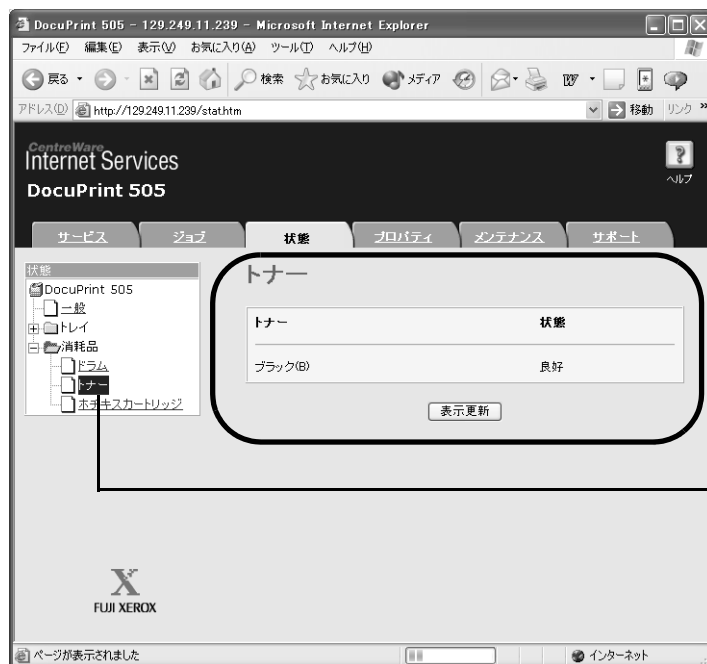 DocuPrint 505 - 129.249.11.239 - Microsoft Internet Explorer
ファイル(F) 編集(E) 表示(V) お気に入り(A) ツール(T) ヘルプ(H)
戻る 検索 お気に入り メディア
アドレス(D) http://129.249.11.239/stat.htm 移動 リンク »
CentreWare
Internet Services
DocuPrint 505
ヘルプ
サービス ジョブ 状態 プロパティ メンテナンス サポート
状態
DocuPrint 505
一般
トレイ
消耗品
ドラム
トナー
ホチキスカートリッジ
トナー
トナー 状態
ブラック(B) 良好
表示更新
X
FUJI XEROX
ページが表示されました インターネット